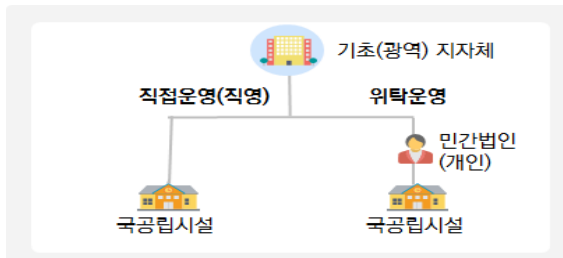 기초(광역) 지자체
직접운영(직영)
위탁운영
민간법인
(개인)
국공립시설
국공립시설